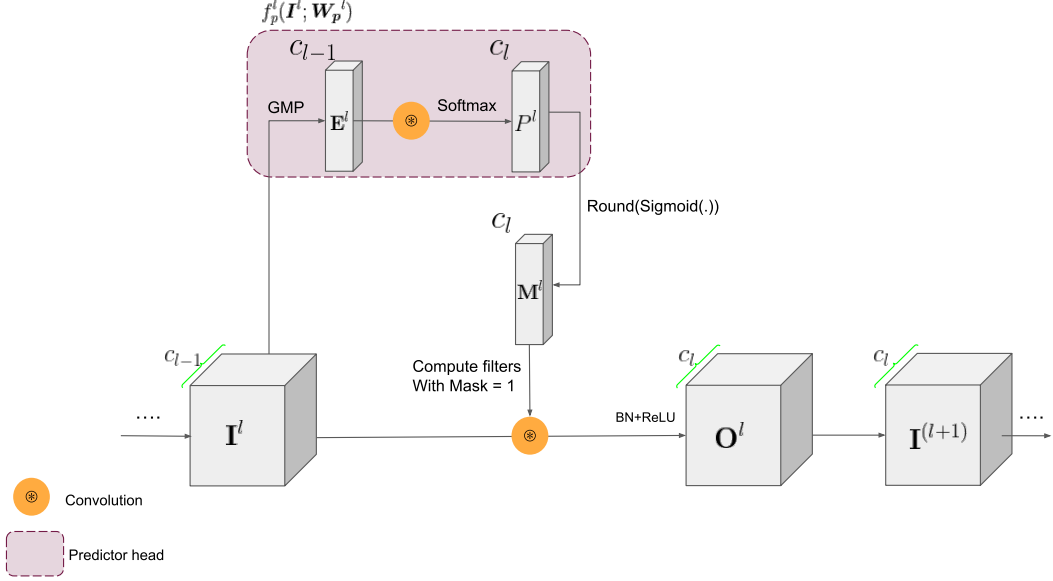 f_p^l(I^l; W_p^l)
c_{l-1}
c_l
GMP
E^l
⊛
Softmax
P^l
Round(Sigmoid(.))
c_l
M^l
c_{l-1}
Compute filters
With Mask = 1
c_l
c_l
....
I^l
⊛
BN+ReLU
O^l
I^{(l+1)}
....
⊛ Convolution
Predictor head